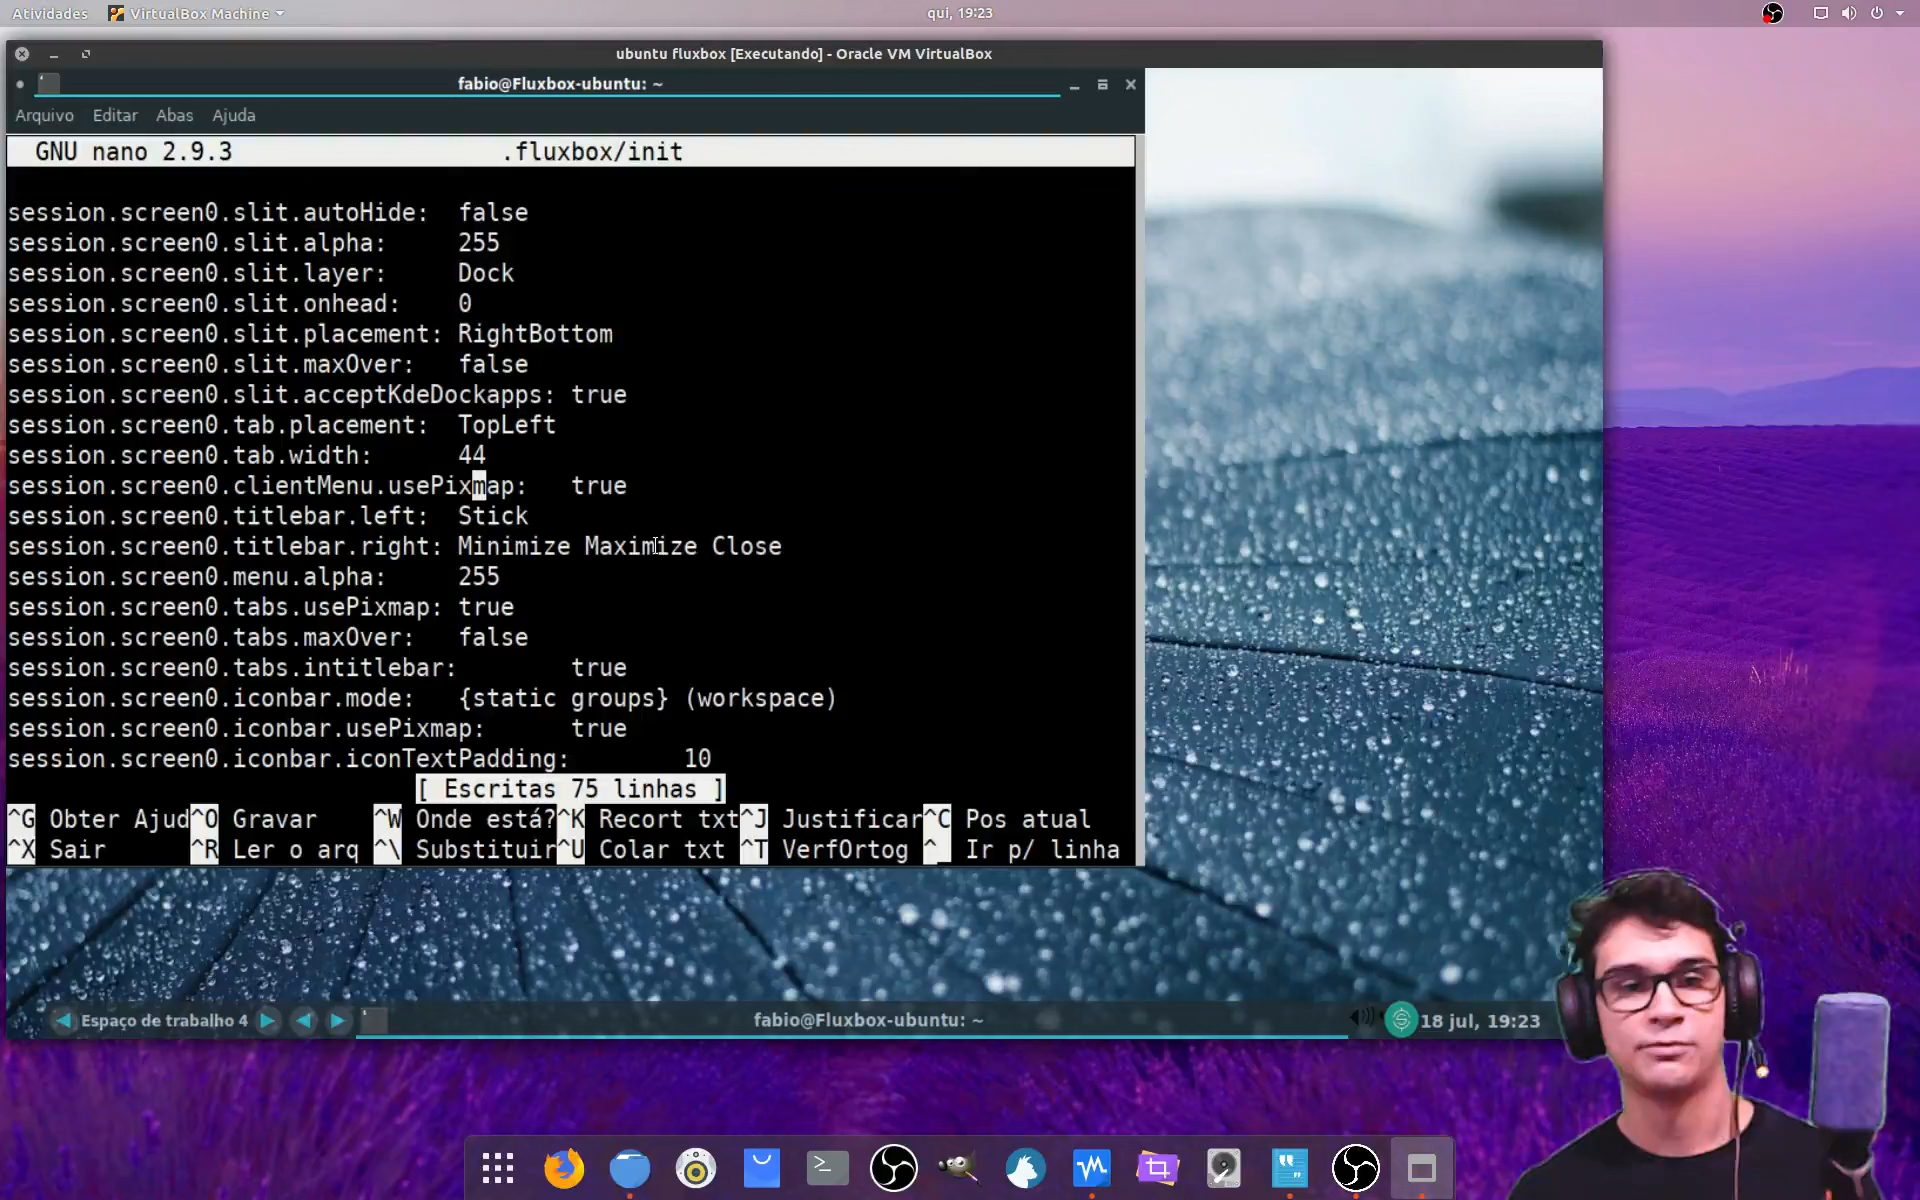 Atividades VirtualBox Machine qui, 19:23
ubuntu fluxbox [Executando] - Oracle VM VirtualBox
fabio@Fluxbox-ubuntu: ~
Arquivo Editar Abas Ajuda
GNU nano 2.9.3 .fluxbox/init
session.screen0.slit.autoHide: false
session.screen0.slit.alpha: 255
session.screen0.slit.layer: Dock
session.screen0.slit.onhead: 0
session.screen0.slit.placement: RightBottom
session.screen0.slit.maxOver: false
session.screen0.slit.acceptKdeDockapps: true
session.screen0.tab.placement: TopLeft
session.screen0.tab.width: 44
session.screen0.clientMenu.usePixmap: true
session.screen0.titlebar.left: Stick
session.screen0.titlebar.right: Minimize Maximize Close
session.screen0.menu.alpha: 255
session.screen0.tabs.usePixmap: true
session.screen0.tabs.maxOver: false
session.screen0.tabs.intitlebar: true
session.screen0.iconbar.mode: {static groups} (workspace)
session.screen0.iconbar.usePixmap: true
session.screen0.iconbar.iconTextPadding: 10
[ Escritas 75 linhas ]
^G Obter Ajud ^O Gravar ^W Onde está? ^K Recort txt ^J Justificar ^C Pos atual
^X Sair ^R Ler o arq ^\ Substituir ^U Colar txt ^T VerfOrtog ^_ Ir p/ linha
Espaço de trabalho 4 fabio@Fluxbox-ubuntu: ~ 18 jul, 19:23